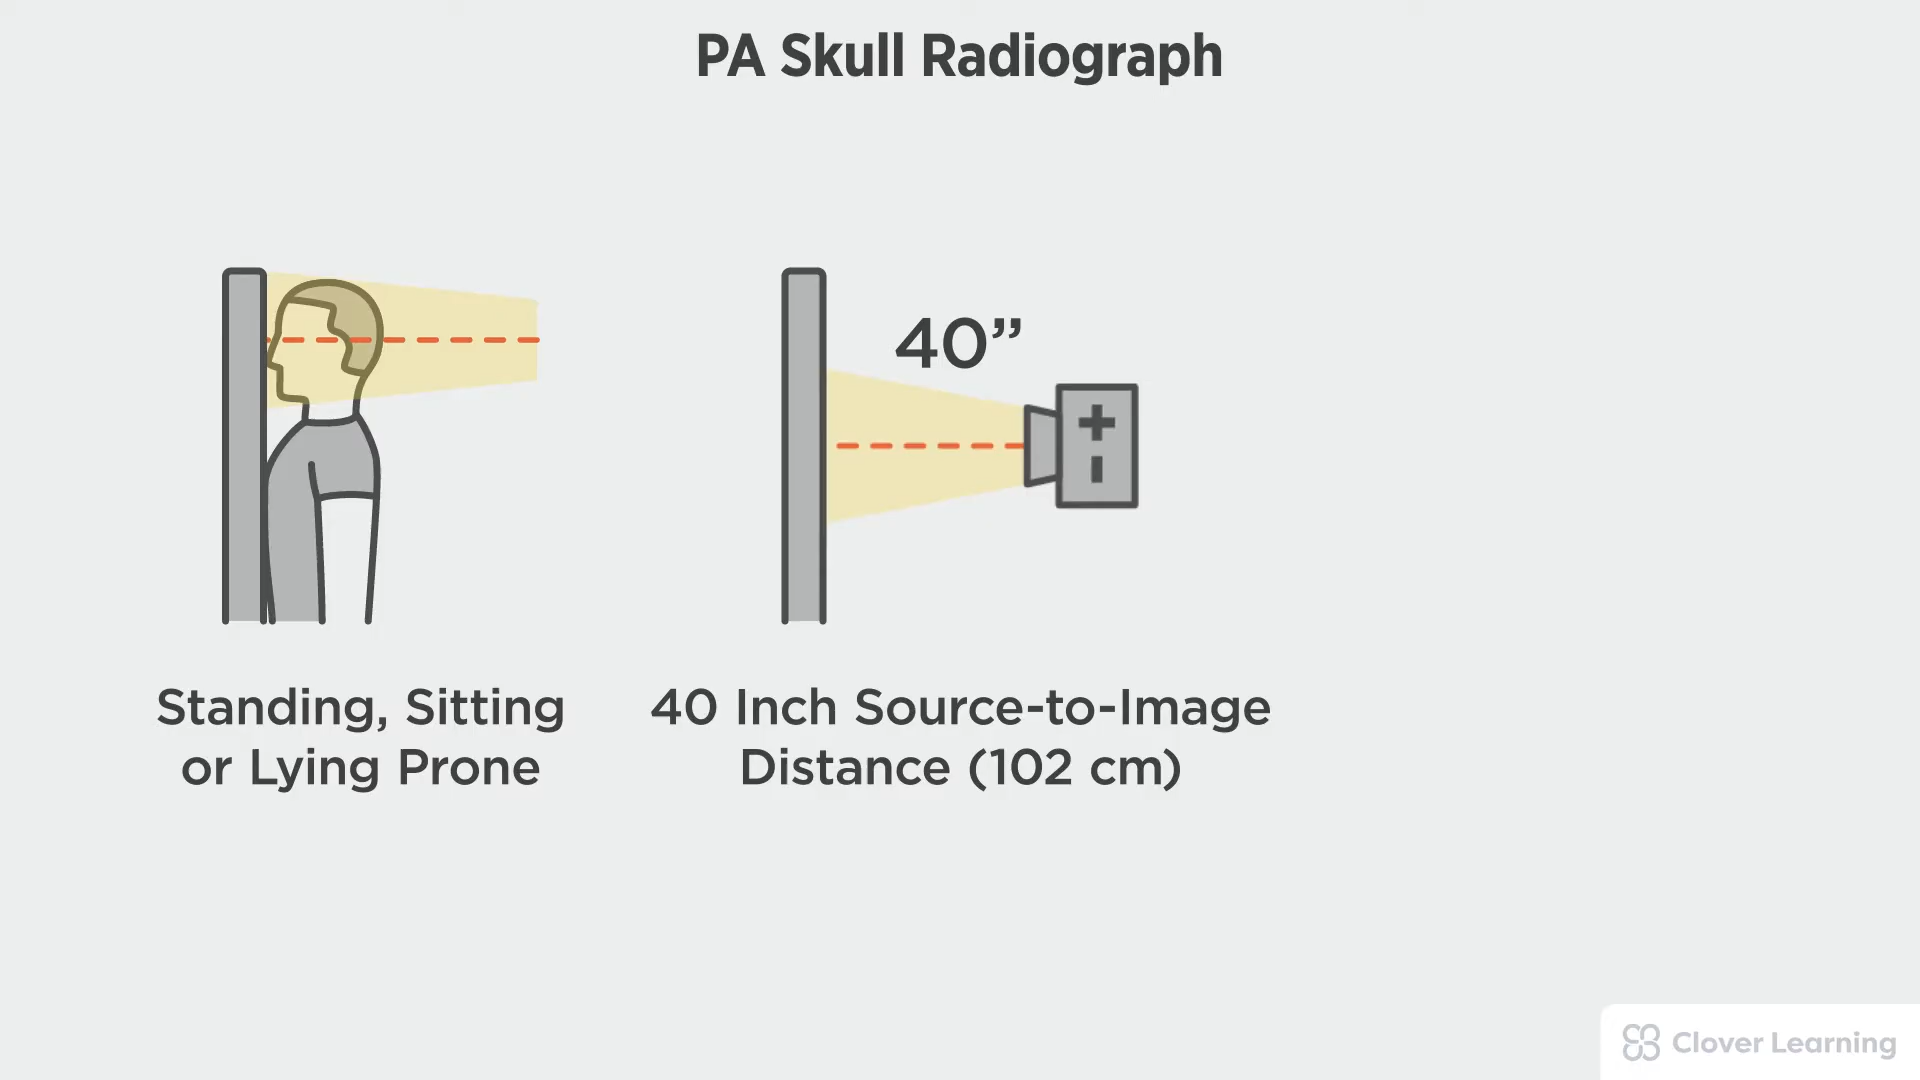 PA Skull Radiograph
40”
+
-
Standing, Sitting
or Lying Prone
40 Inch Source-to-Image
Distance (102 cm)
Clover Learning